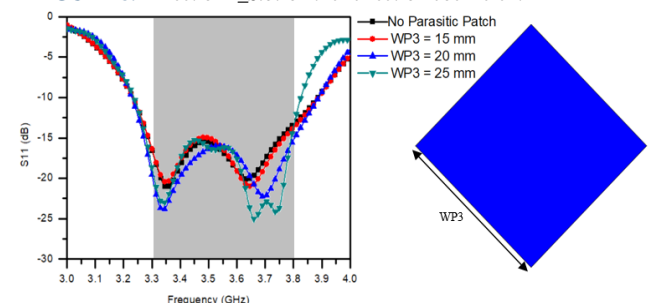 No Parasitic Patch
WP3 = 15 mm
WP3 = 20 mm
WP3 = 25 mm
S11 (dB)
0
-5
-10
-15
-20
-25
-30
3.0 3.1 3.2 3.3 3.4 3.5 3.6 3.7 3.8 3.9 4.0
Frequency (GHz)
WP3